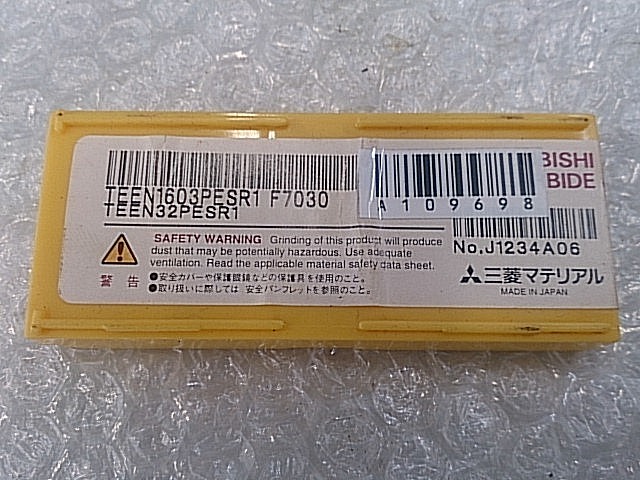 BISHI
BIDE
TEEN1603PESR1 F7030
TEEN32PESR1
A109698
No.J1234A06
SAFETY WARNING Grinding of this product will produce
dust that may be potentially hazardous. Use adequate
ventilation. Read the applicable material safety data sheet.
警告
●安全カバーや保護眼鏡などの保護具を使用のこと。
●取り扱いに際しては 安全パンフレットを参照のこと。
三菱マテリアル
MADE IN JAPAN